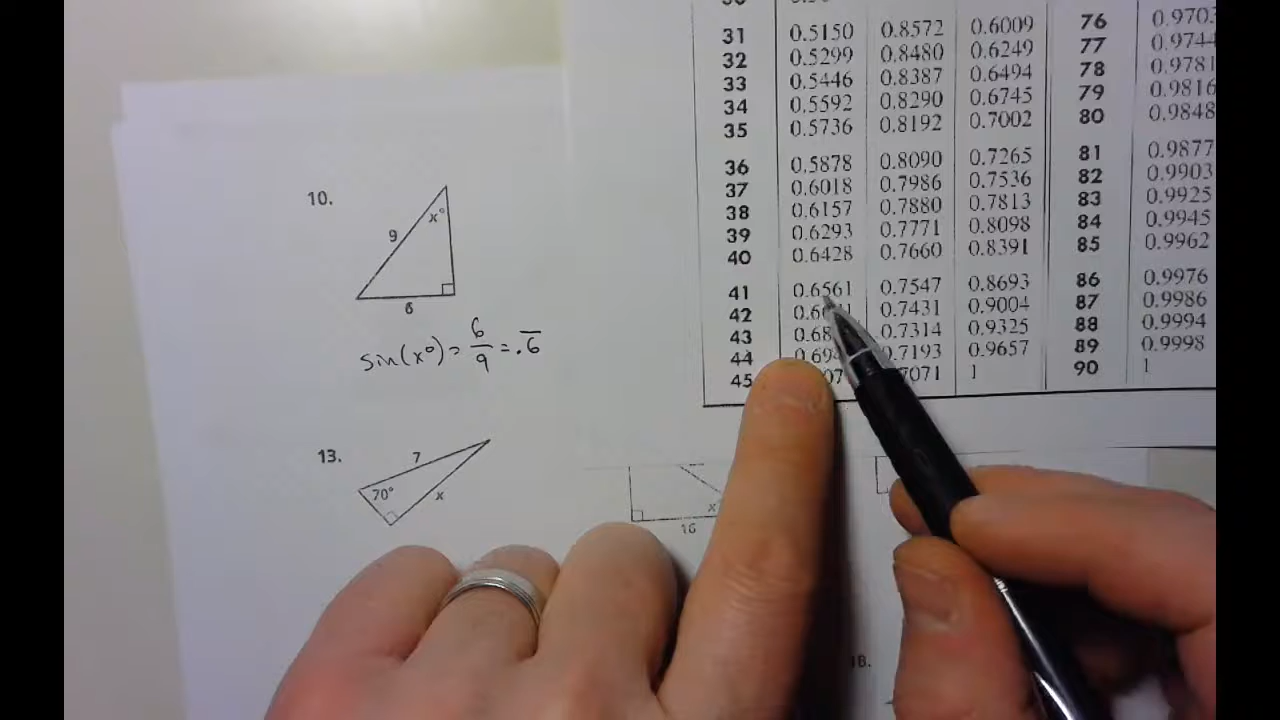 31 0.5150 0.8572 0.6009 76 0.9703
32 0.5299 0.8480 0.6249 77 0.9744
33 0.5446 0.8387 0.6494 78 0.9781
34 0.5592 0.8290 0.6745 79 0.9816
35 0.5736 0.8192 0.7002 80 0.9848
36 0.5878 0.8090 0.7265 81 0.9877
37 0.6018 0.7986 0.7536 82 0.9903
38 0.6157 0.7880 0.7813 83 0.9925
39 0.6293 0.7771 0.8098 84 0.9945
40 0.6428 0.7660 0.8391 85 0.9962
41 0.6561 0.7547 0.8693 86 0.9976
42 0.7431 0.9004 87 0.9986
43 0.7314 0.9325 88 0.9994
44 0.7193 0.9657 89 0.9998
45 1 90 1
10.
x°
9
6
sin(x°) = 6/9 = .6̅
13.
7
70°
x
x
16
18.